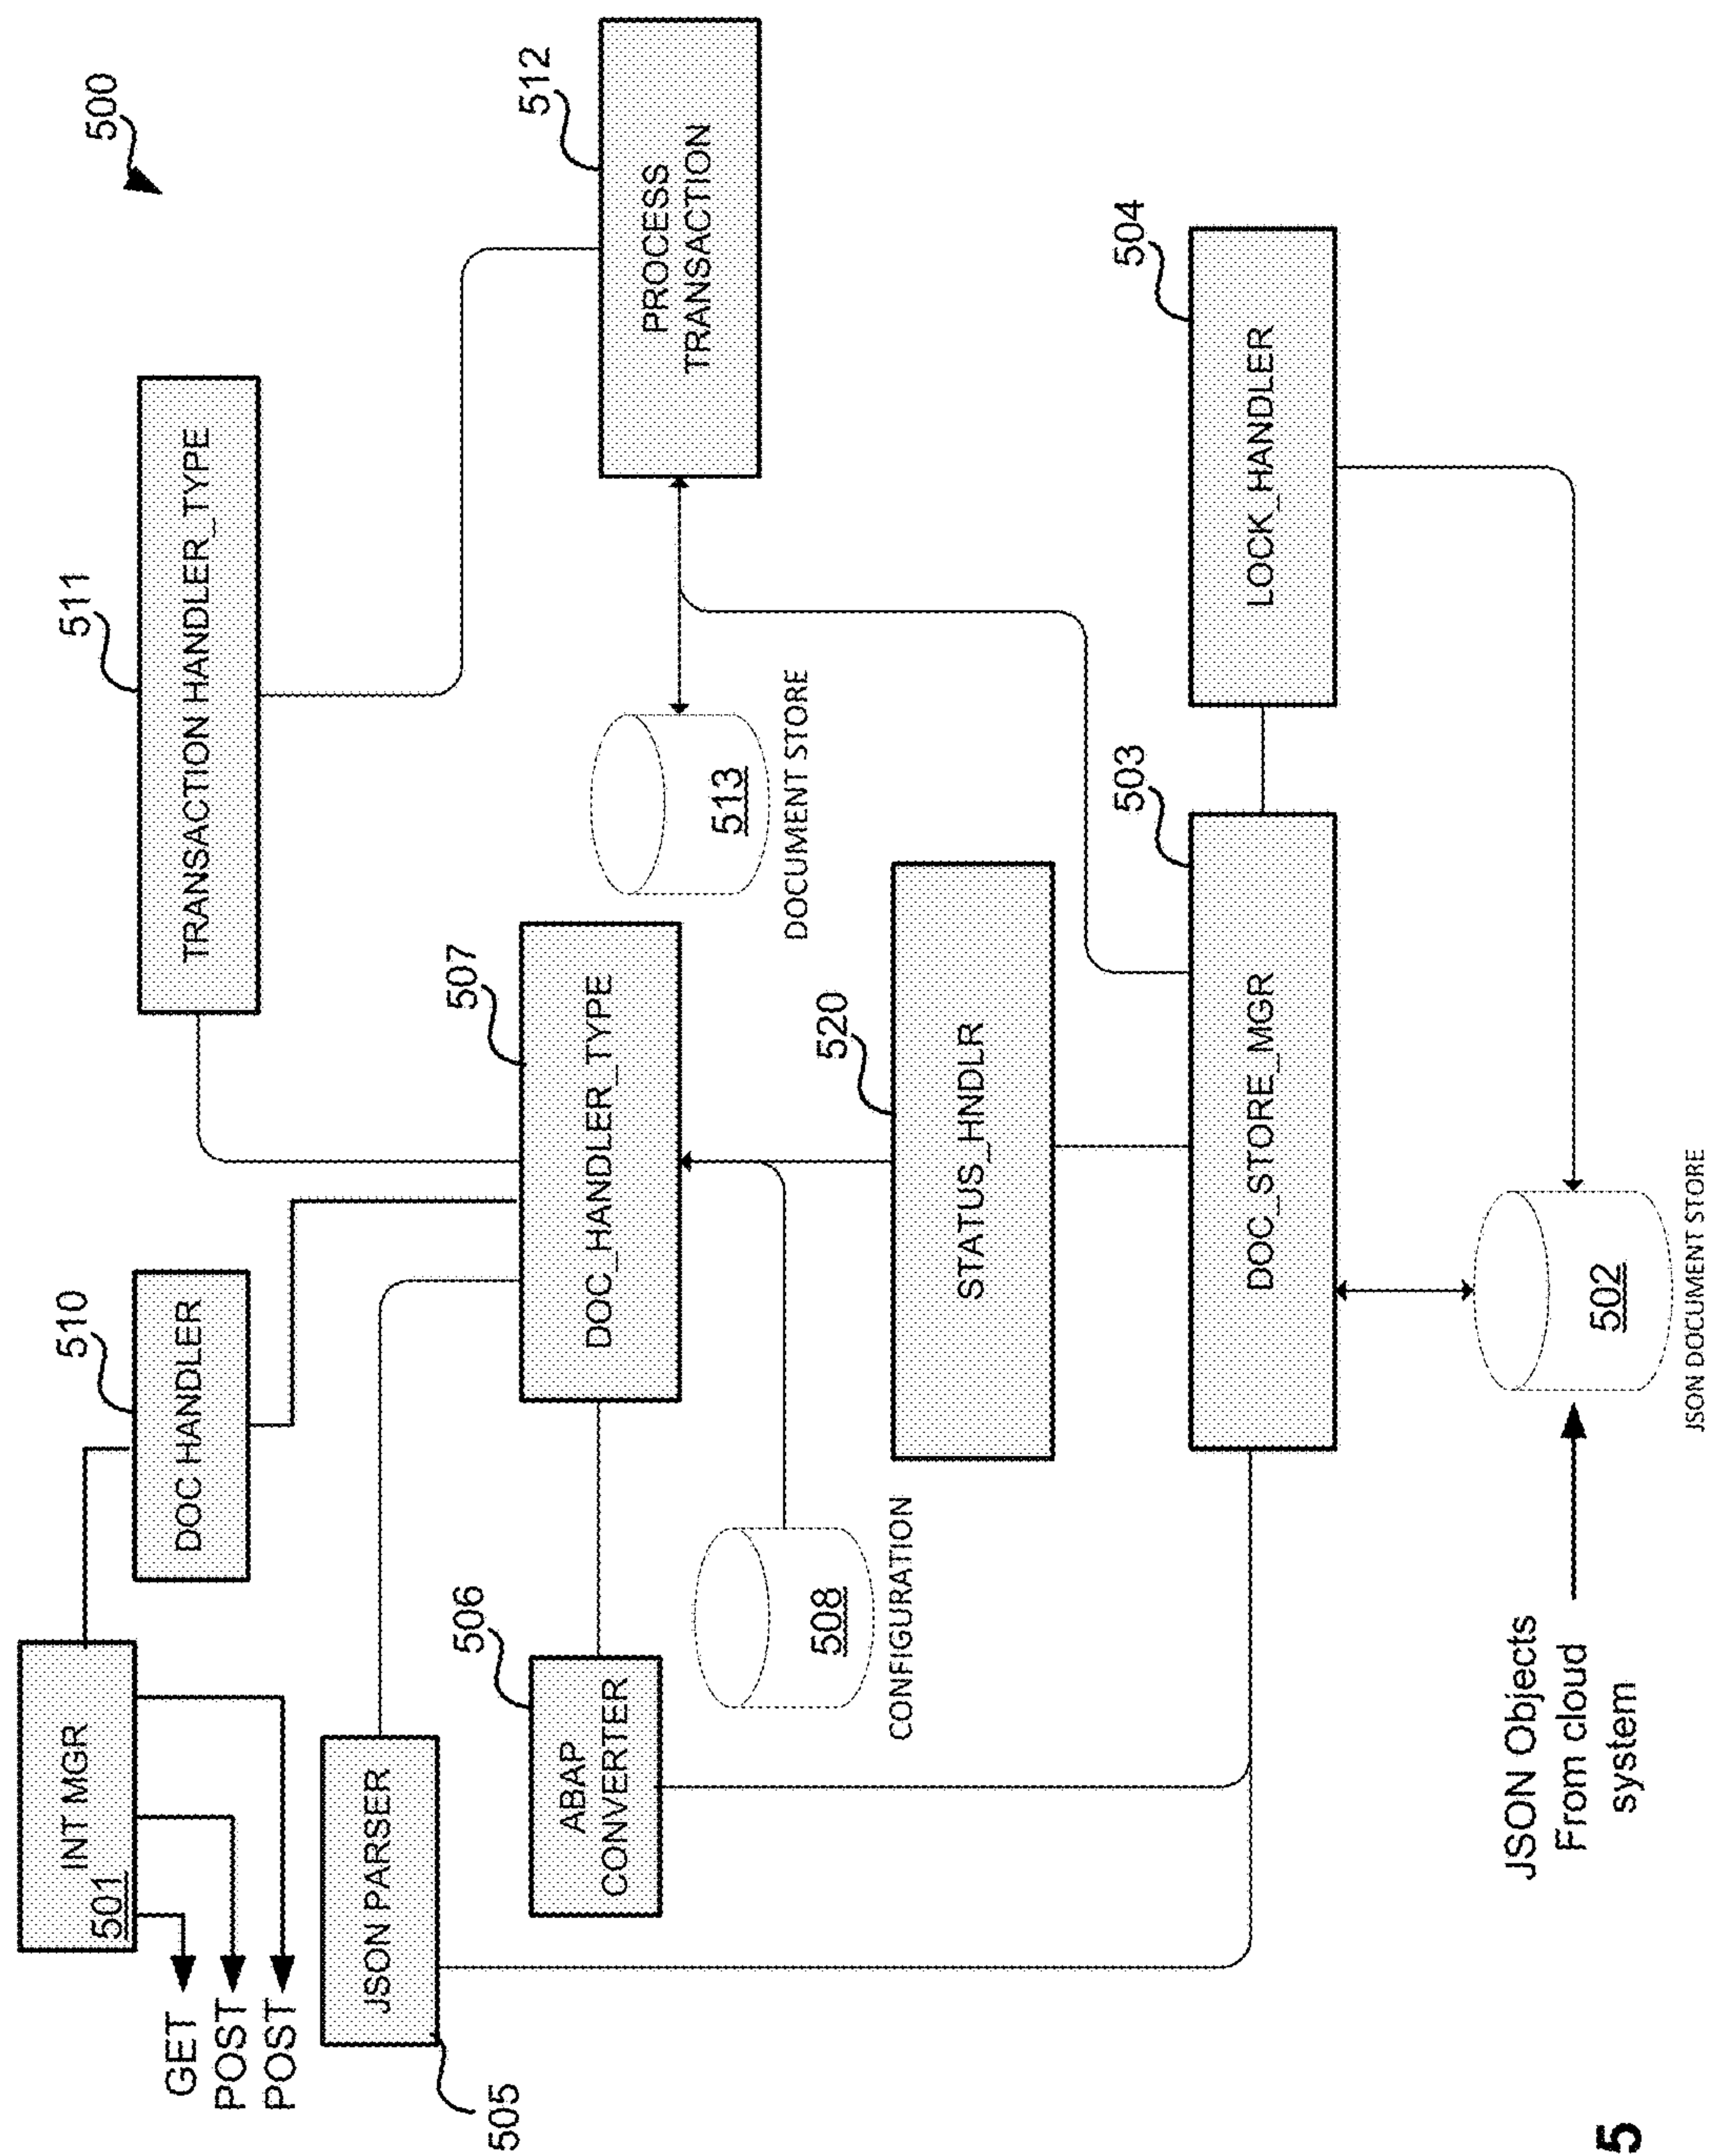 500
INT MGR
501
GET
POST
POST
510
DOC HANDLER
511
TRANSACTION HANDLER_TYPE
505
JSON PARSER
506
ABAP
CONVERTER
507
DOC_HANDLER_TYPE
512
PROCESS
TRANSACTION
513
DOCUMENT STORE
508
CONFIGURATION
520
STATUS_HNDLR
503
DOC_STORE_MGR
504
LOCK_HANDLER
JSON Objects
From cloud
system
502
JSON DOCUMENT STORE
5